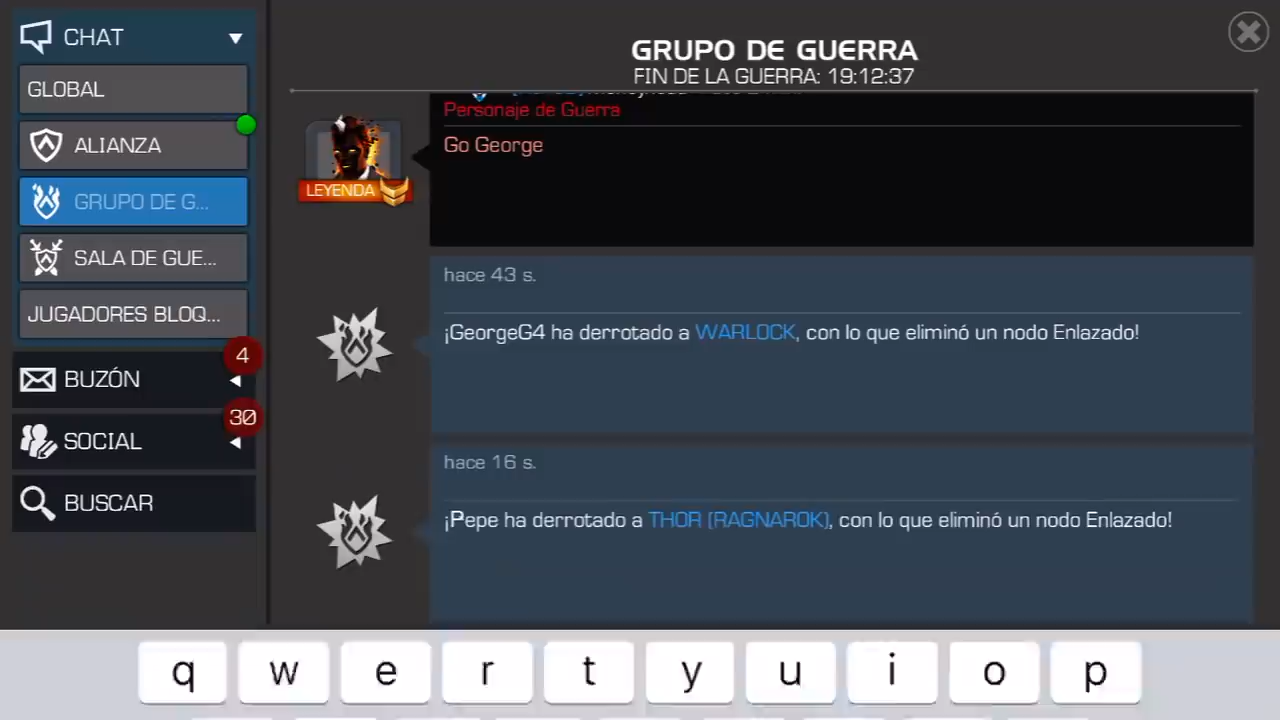 CHAT
GLOBAL
ALIANZA
GRUPO DE G...
SALA DE GUE...
JUGADORES BLOQ...
4
BUZÓN
30
SOCIAL
BUSCAR
GRUPO DE GUERRA
FIN DE LA GUERRA: 19:12:37
Personaje de Guerra
Go George
LEYENDA
hace 43 s.
¡GeorgeG4 ha derrotado a WARLOCK, con lo que eliminó un nodo Enlazado!
hace 16 s.
¡Pepe ha derrotado a THOR (RAGNAROK), con lo que eliminó un nodo Enlazado!
q w e r t y u i o p